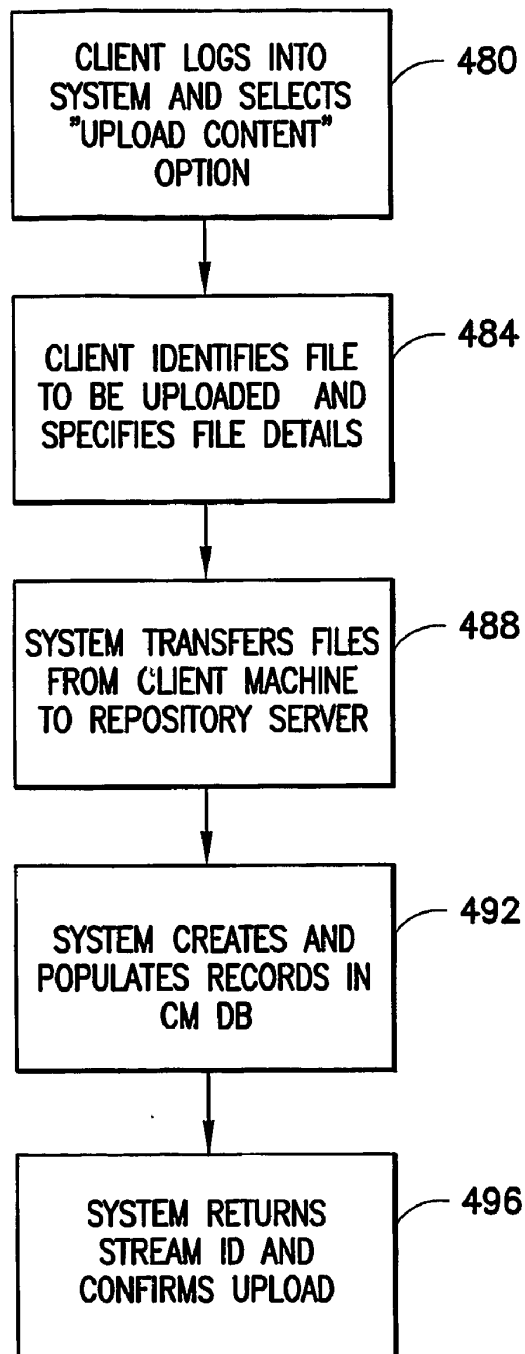 CLIENT LOGS INTO
SYSTEM AND SELECTS
"UPLOAD CONTENT"
OPTION
480
CLIENT IDENTIFIES FILE
TO BE UPLOADED AND
SPECIFIES FILE DETAILS
484
SYSTEM TRANSFERS FILES
FROM CLIENT MACHINE
TO REPOSITORY SERVER
488
SYSTEM CREATES AND
POPULATES RECORDS IN
CM DB
492
SYSTEM RETURNS
STREAM ID AND
CONFIRMS UPLOAD
496